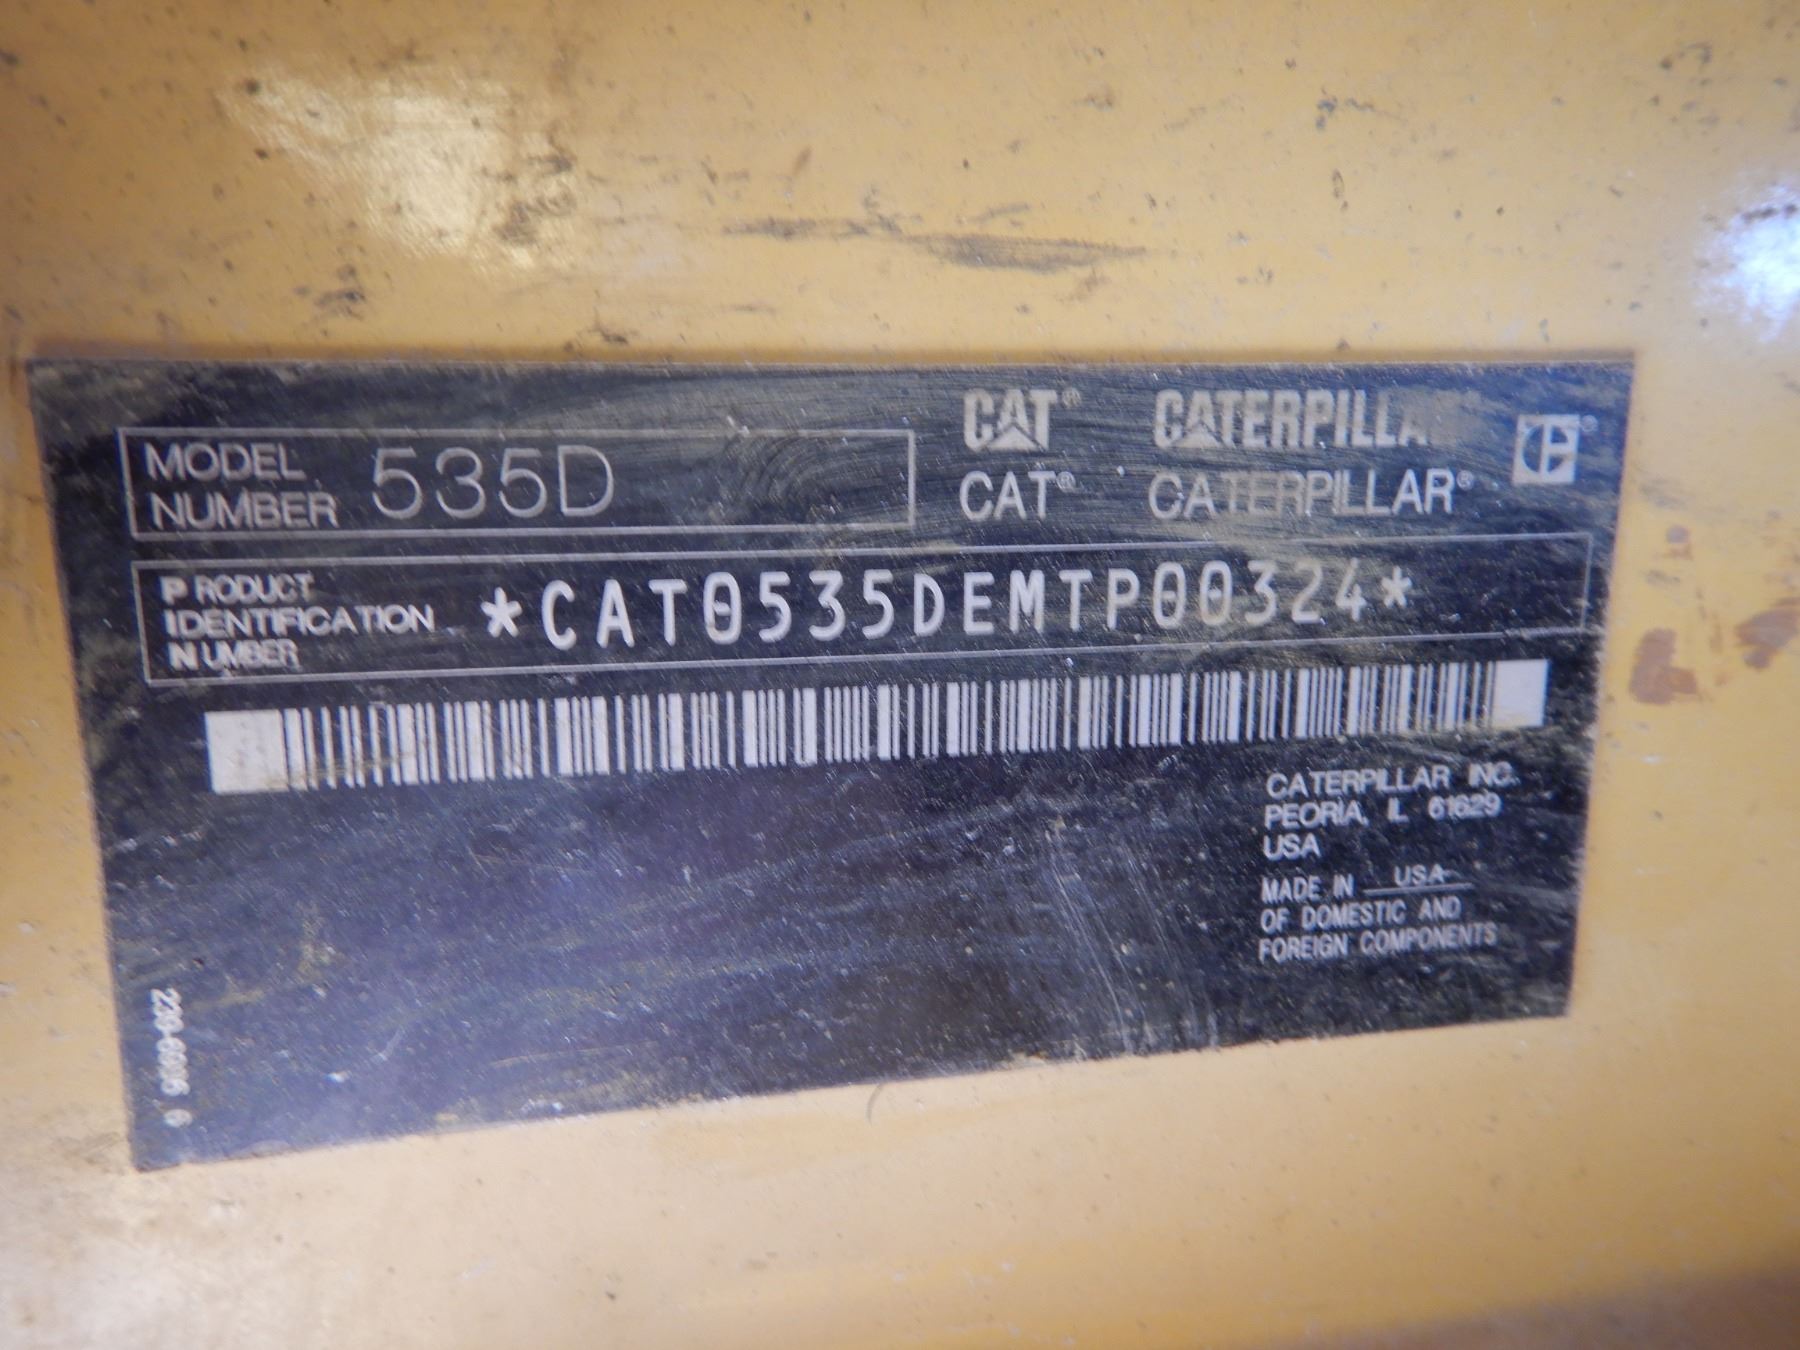 MODEL NUMBER 535D
CAT® CATERPILLAR®
CAT® CATERPILLAR®
PRODUCT IDENTIFICATION NUMBER *CAT0535DEMTP00324*
CATERPILLAR INC.
PEORIA, IL 61629
USA
MADE IN USA
OF DOMESTIC AND
FOREIGN COMPONENTS